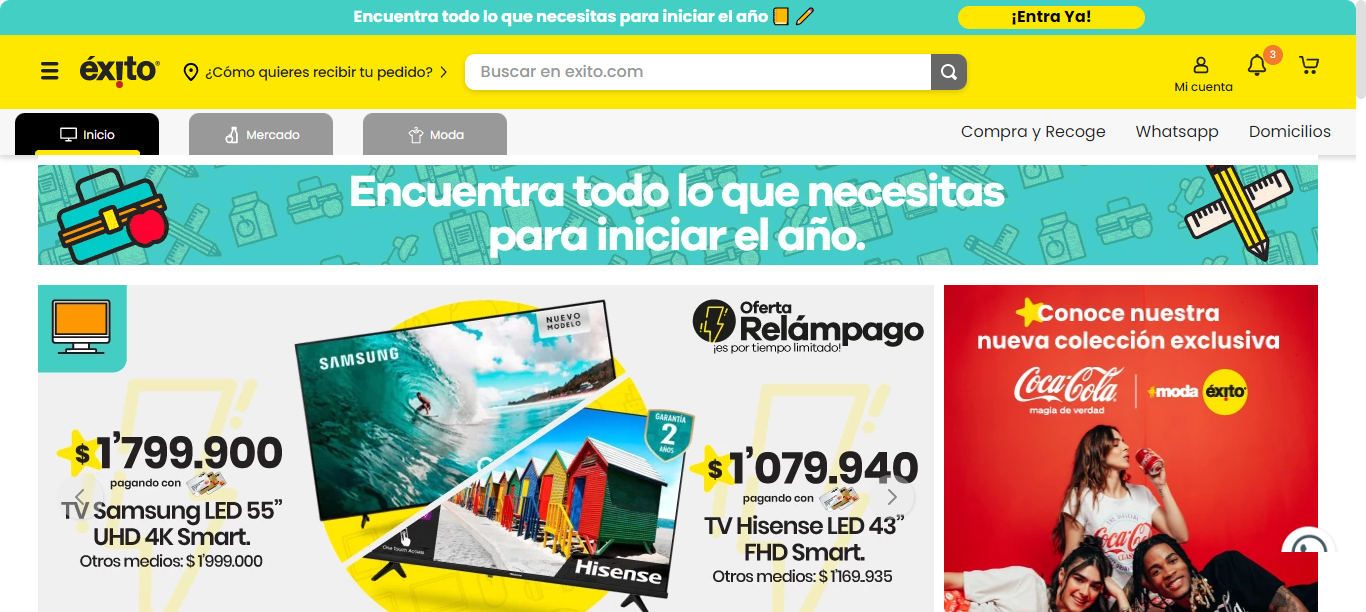 Encuentra todo lo que necesitas para iniciar el año
¡Entra Ya!
éxito
¿Cómo quieres recibir tu pedido?
Buscar en exito.com
Mi cuenta
3
Inicio
Mercado
Moda
Compra y Recoge
Whatsapp
Domicilios
Encuentra todo lo que necesitas
para iniciar el año.
Oferta
Relámpago
¡es por tiempo limitado!
NUEVO
MODELO
SAMSUNG
GARANTÍA
2
AÑOS
$ 1'799.900
pagando con
TV Samsung LED 55”
UHD 4K Smart.
Otros medios: $ 1'999.000
One Touch Access
Hisense
$ 1'079.940
pagando con
TV Hisense LED 43”
FHD Smart.
Otros medios: $ 1'169.935
Conoce nuestra
nueva colección exclusiva
Coca-Cola
magia de verdad
#moda éxito
Coca-Cola